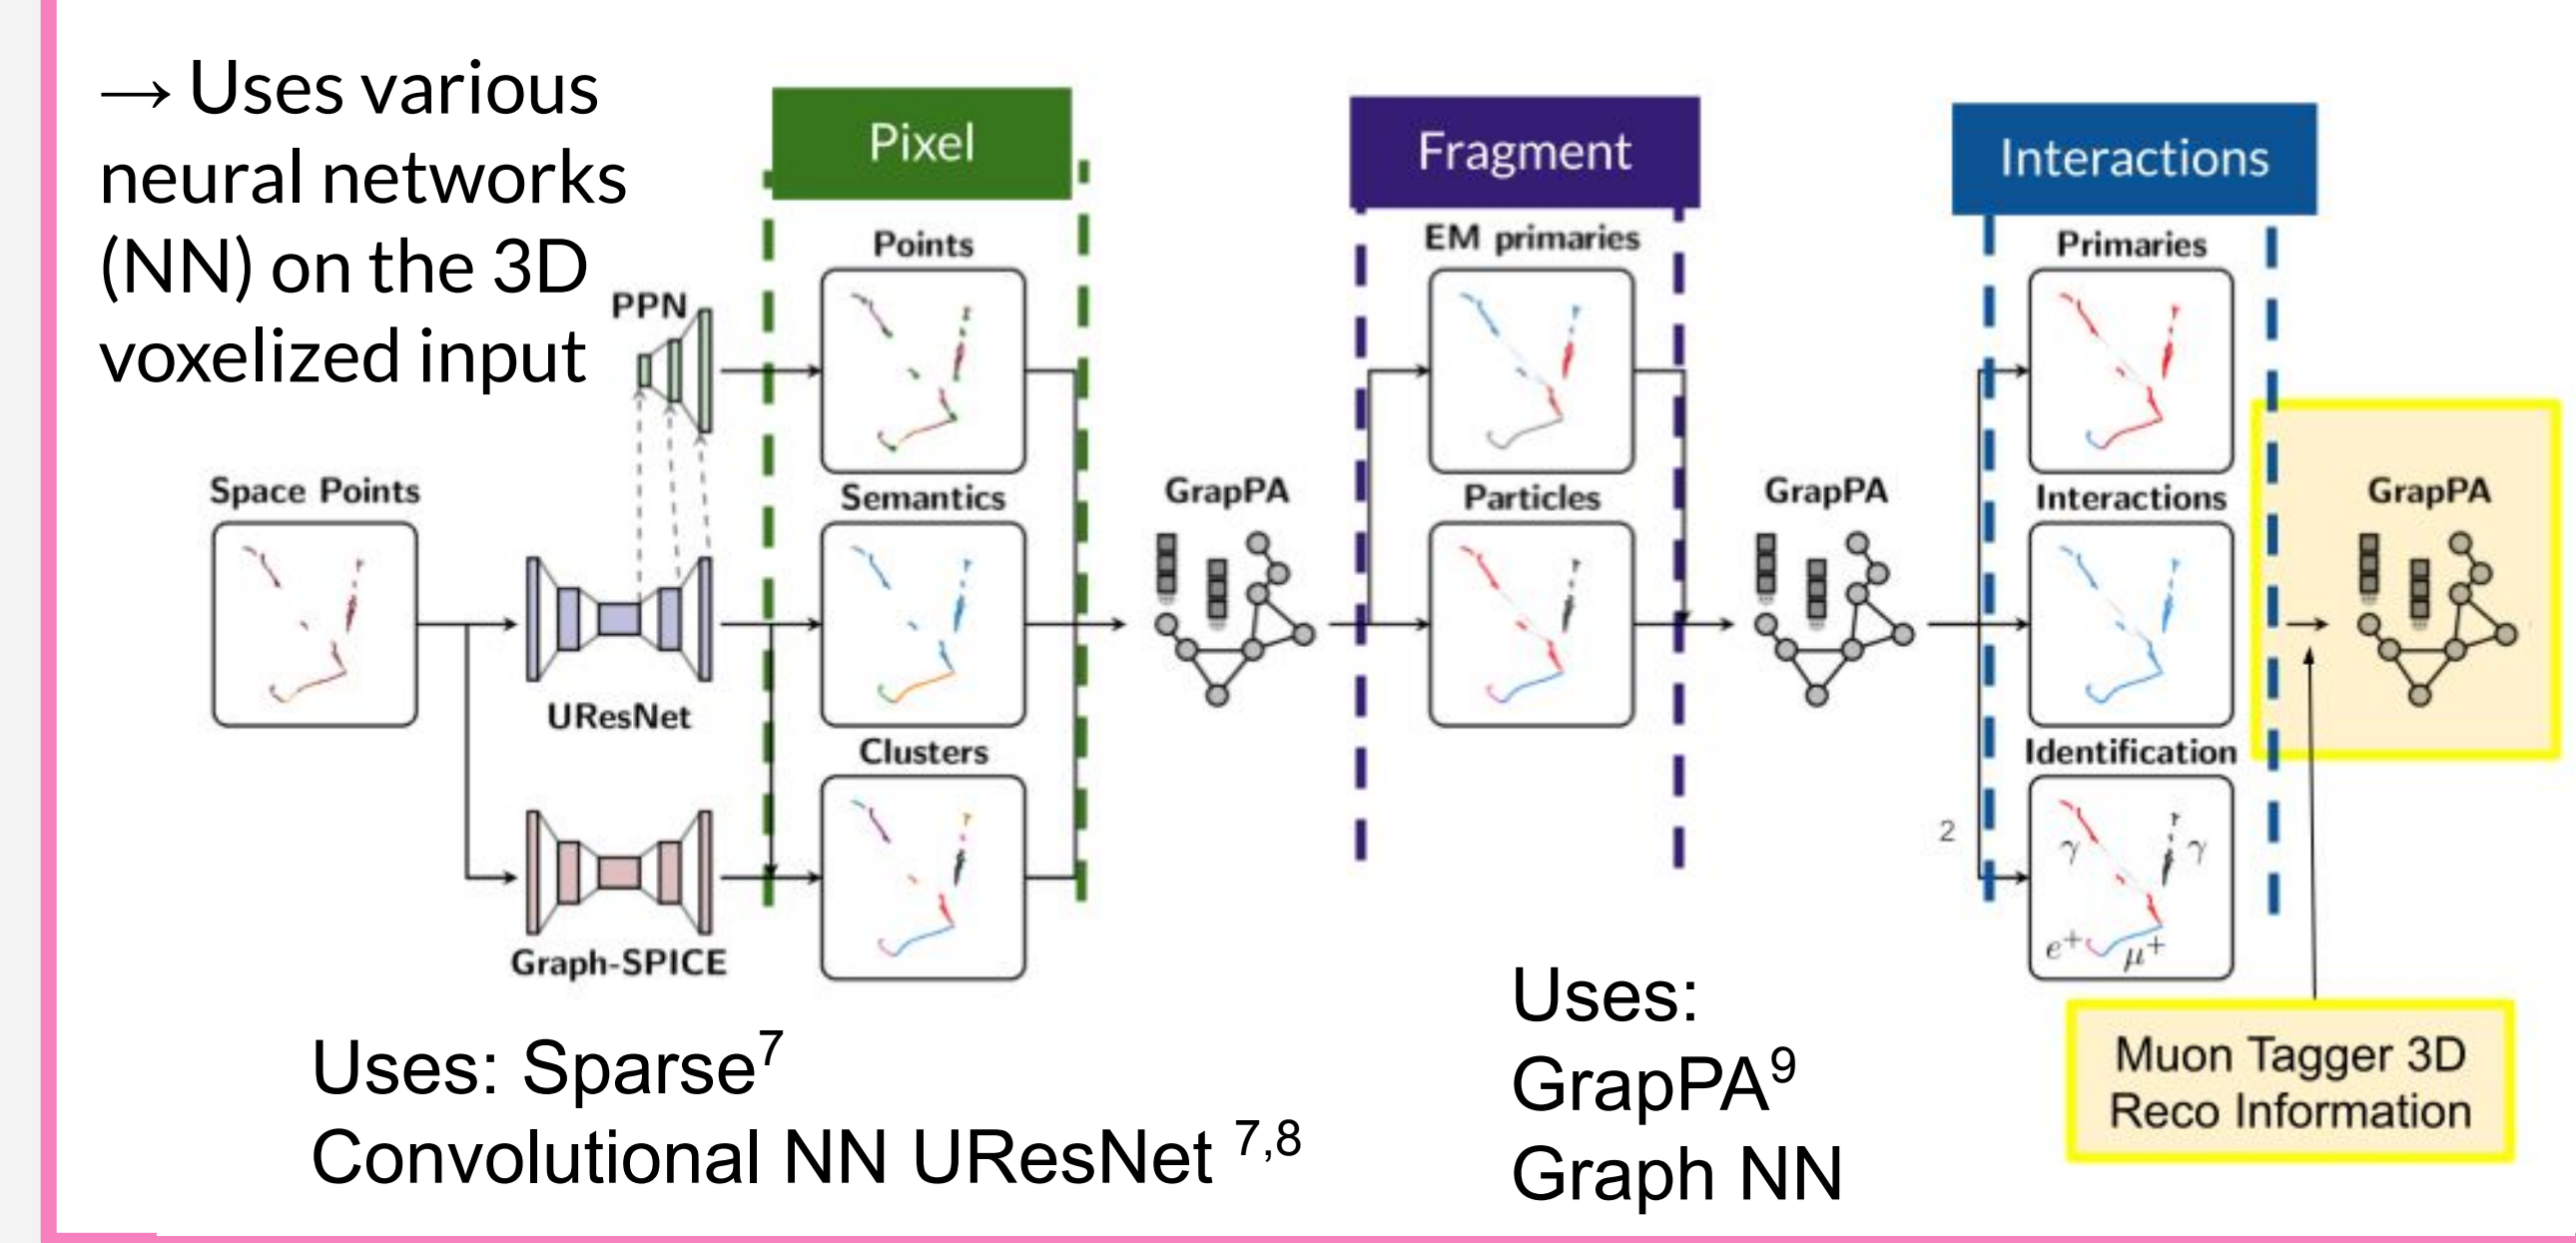 → Uses various
neural networks
(NN) on the 3D
voxelized input
Pixel
Fragment
Interactions
Points
EM primaries
Primaries
PPN
Space Points
Semantics
GrapPA
Particles
GrapPA
Interactions
GrapPA
URes​Net
Clusters
Identification
2
γ
γ
e⁺
μ⁺
Graph-SPICE
Uses: Sparse⁷
Convolutional NN UResNet ⁷,⁸
Uses:
GrapPA⁹
Graph NN
Muon Tagger 3D
Reco Information